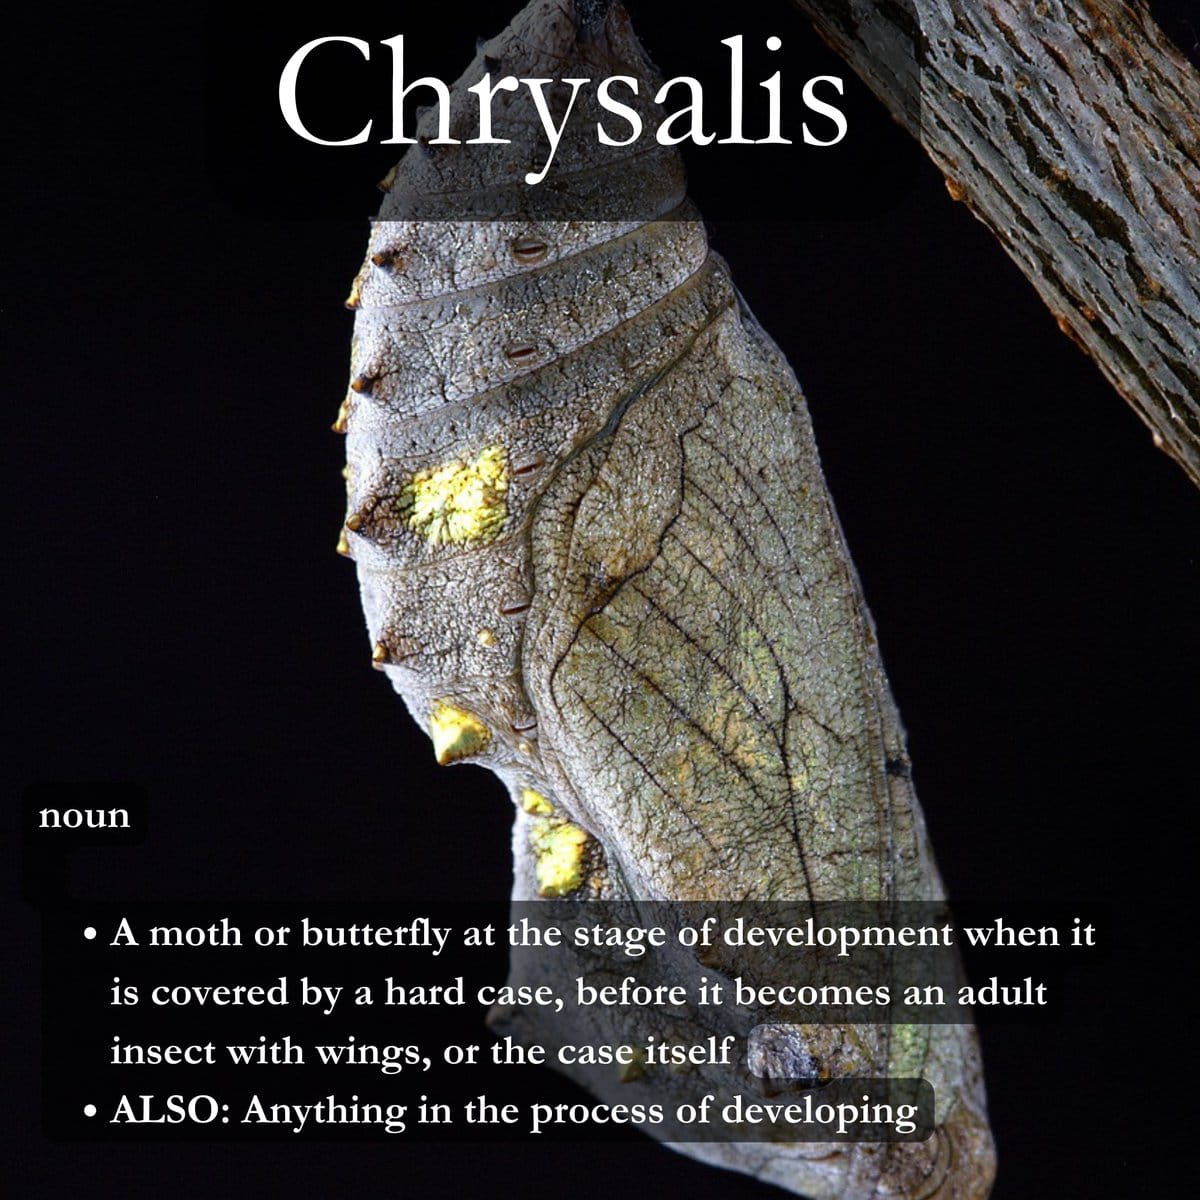 Chrysalis
noun
• A moth or butterfly at the stage of development when it
is covered by a hard case, before it becomes an adult
insect with wings, or the case itself
• ALSO: Anything in the process of developing